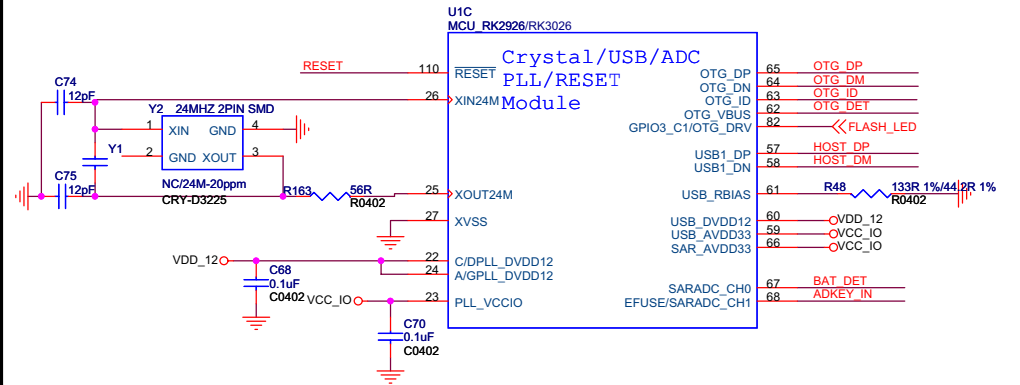 U1C
MCU_RK2926/RK3026
Crystal/USB/ADC
PLL/RESET
Module
RESET
110
RESET
26
XIN24M
25
XOUT24M
27
XVSS
22
C/DPLL_DVDD12
24
A/GPLL_DVDD12
23
PLL_VCCIO
OTG_DP
65
OTG_DP
OTG_DN
64
OTG_DM
OTG_ID
63
OTG_ID
OTG_VBUS
62
OTG_DET
GPIO3_C1/OTG_DRV
82
FLASH_LED
USB1_DP
57
HOST_DP
USB1_DN
58
HOST_DM
USB_RBIAS
61
R48
133R 1%/44.2R 1%
R0402
USB_DVDD12
60
VDD_12
USB_AVDD33
59
VCC_IO
SAR_AVDD33
66
VCC_IO
SARADC_CH0
67
BAT_DET
EFUSE/SARADC_CH1
68
ADKEY_IN
C74
12pF
Y2
24MHZ 2PIN SMD
1
XIN
GND
4
2
GND
XOUT
3
Y1
NC/24M-20ppm
CRY-D3225
C75
12pF
R163
56R
R0402
VDD_12
C68
0.1uF
C0402
VCC_IO
C70
0.1uF
C0402